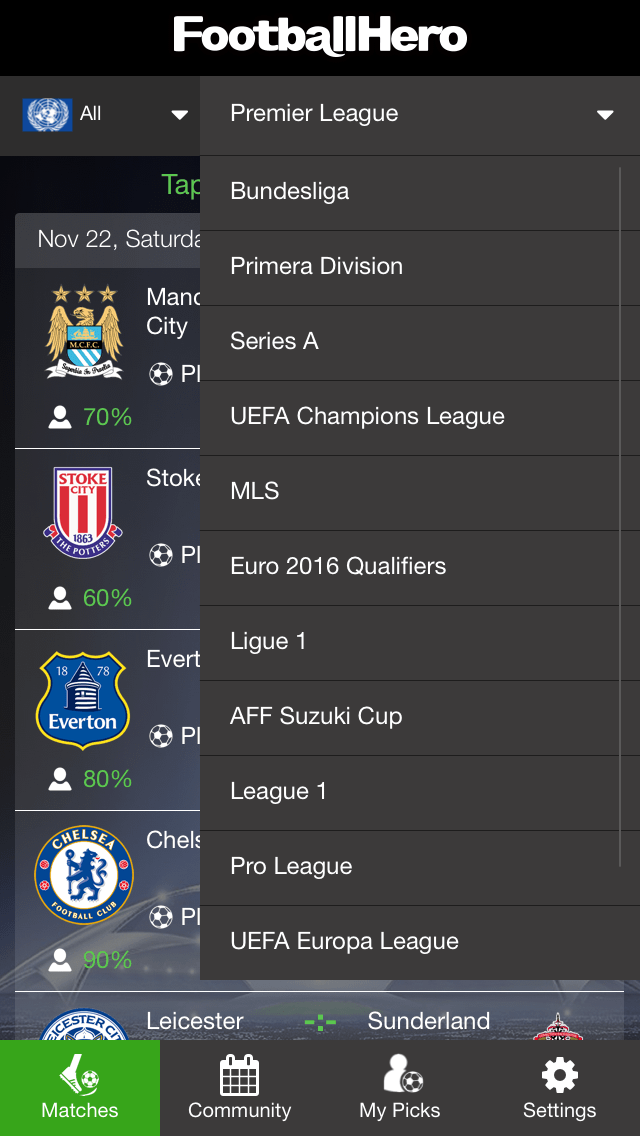 FootballHero
All
Premier League
Tap
Bundesliga
Nov 22, Saturda
Primera Division
Manc
City
M.C.F.C.
Superbia In Proelia
Pl
70%
Series A
UEFA Champions League
STOKE
CITY
1863
THE POTTERS
Stoke
MLS
Pl
60%
Euro 2016 Qualifiers
Ligue 1
18 78
Everton
Evert
AFF Suzuki Cup
Pl
80%
League 1
CHELSEA
FOOTBALL CLUB
Chels
Pro League
Pl
90%
UEFA Europa League
LEICESTER CITY
Leicester
Sunderland
Matches
Community
My Picks
Settings